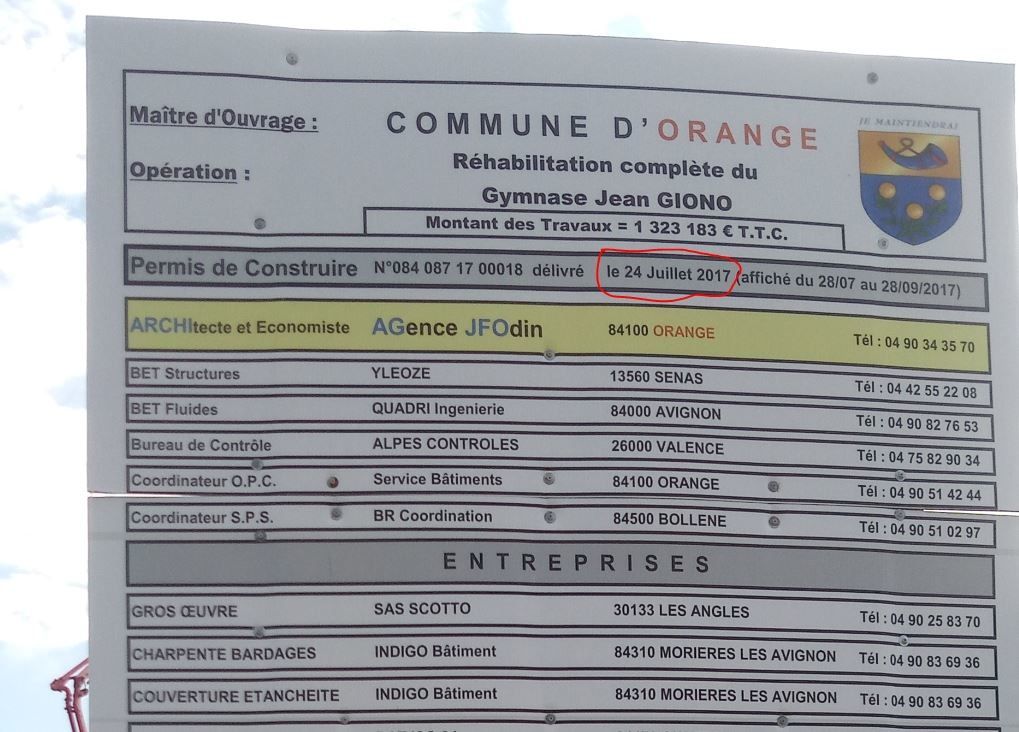 Maître d'Ouvrage :
COMMUNE D'ORANGE
JE MAINTIENDRAI
Opération :
Réhabilitation complète du
Gymnase Jean GIONO
Montant des Travaux = 1 323 183 € T.T.C.
Permis de Construire N°084 087 17 00018 délivré le 24 Juillet 2017 (affiché du 28/07 au 28/09/2017)
ARCHItecte et Economiste AGence JFOdin 84100 ORANGE Tél : 04 90 34 35 70
BET Structures YLEOZE 13560 SENAS Tél : 04 42 55 22 08
BET Fluides QUADRI Ingenierie 84000 AVIGNON Tél : 04 90 82 76 53
Bureau de Contrôle ALPES CONTROLES 26000 VALENCE Tél : 04 75 82 90 34
Coordinateur O.P.C. Service Bâtiments 84100 ORANGE Tél : 04 90 51 42 44
Coordinateur S.P.S. BR Coordination 84500 BOLLENE Tél : 04 90 51 02 97
ENTREPRISES
GROS ŒUVRE SAS SCOTTO 30133 LES ANGLES Tél : 04 90 25 83 70
CHARPENTE BARDAGES INDIGO Bâtiment 84310 MORIERES LES AVIGNON Tél : 04 90 83 69 36
COUVERTURE ETANCHEITE INDIGO Bâtiment 84310 MORIERES LES AVIGNON Tél : 04 90 83 69 36